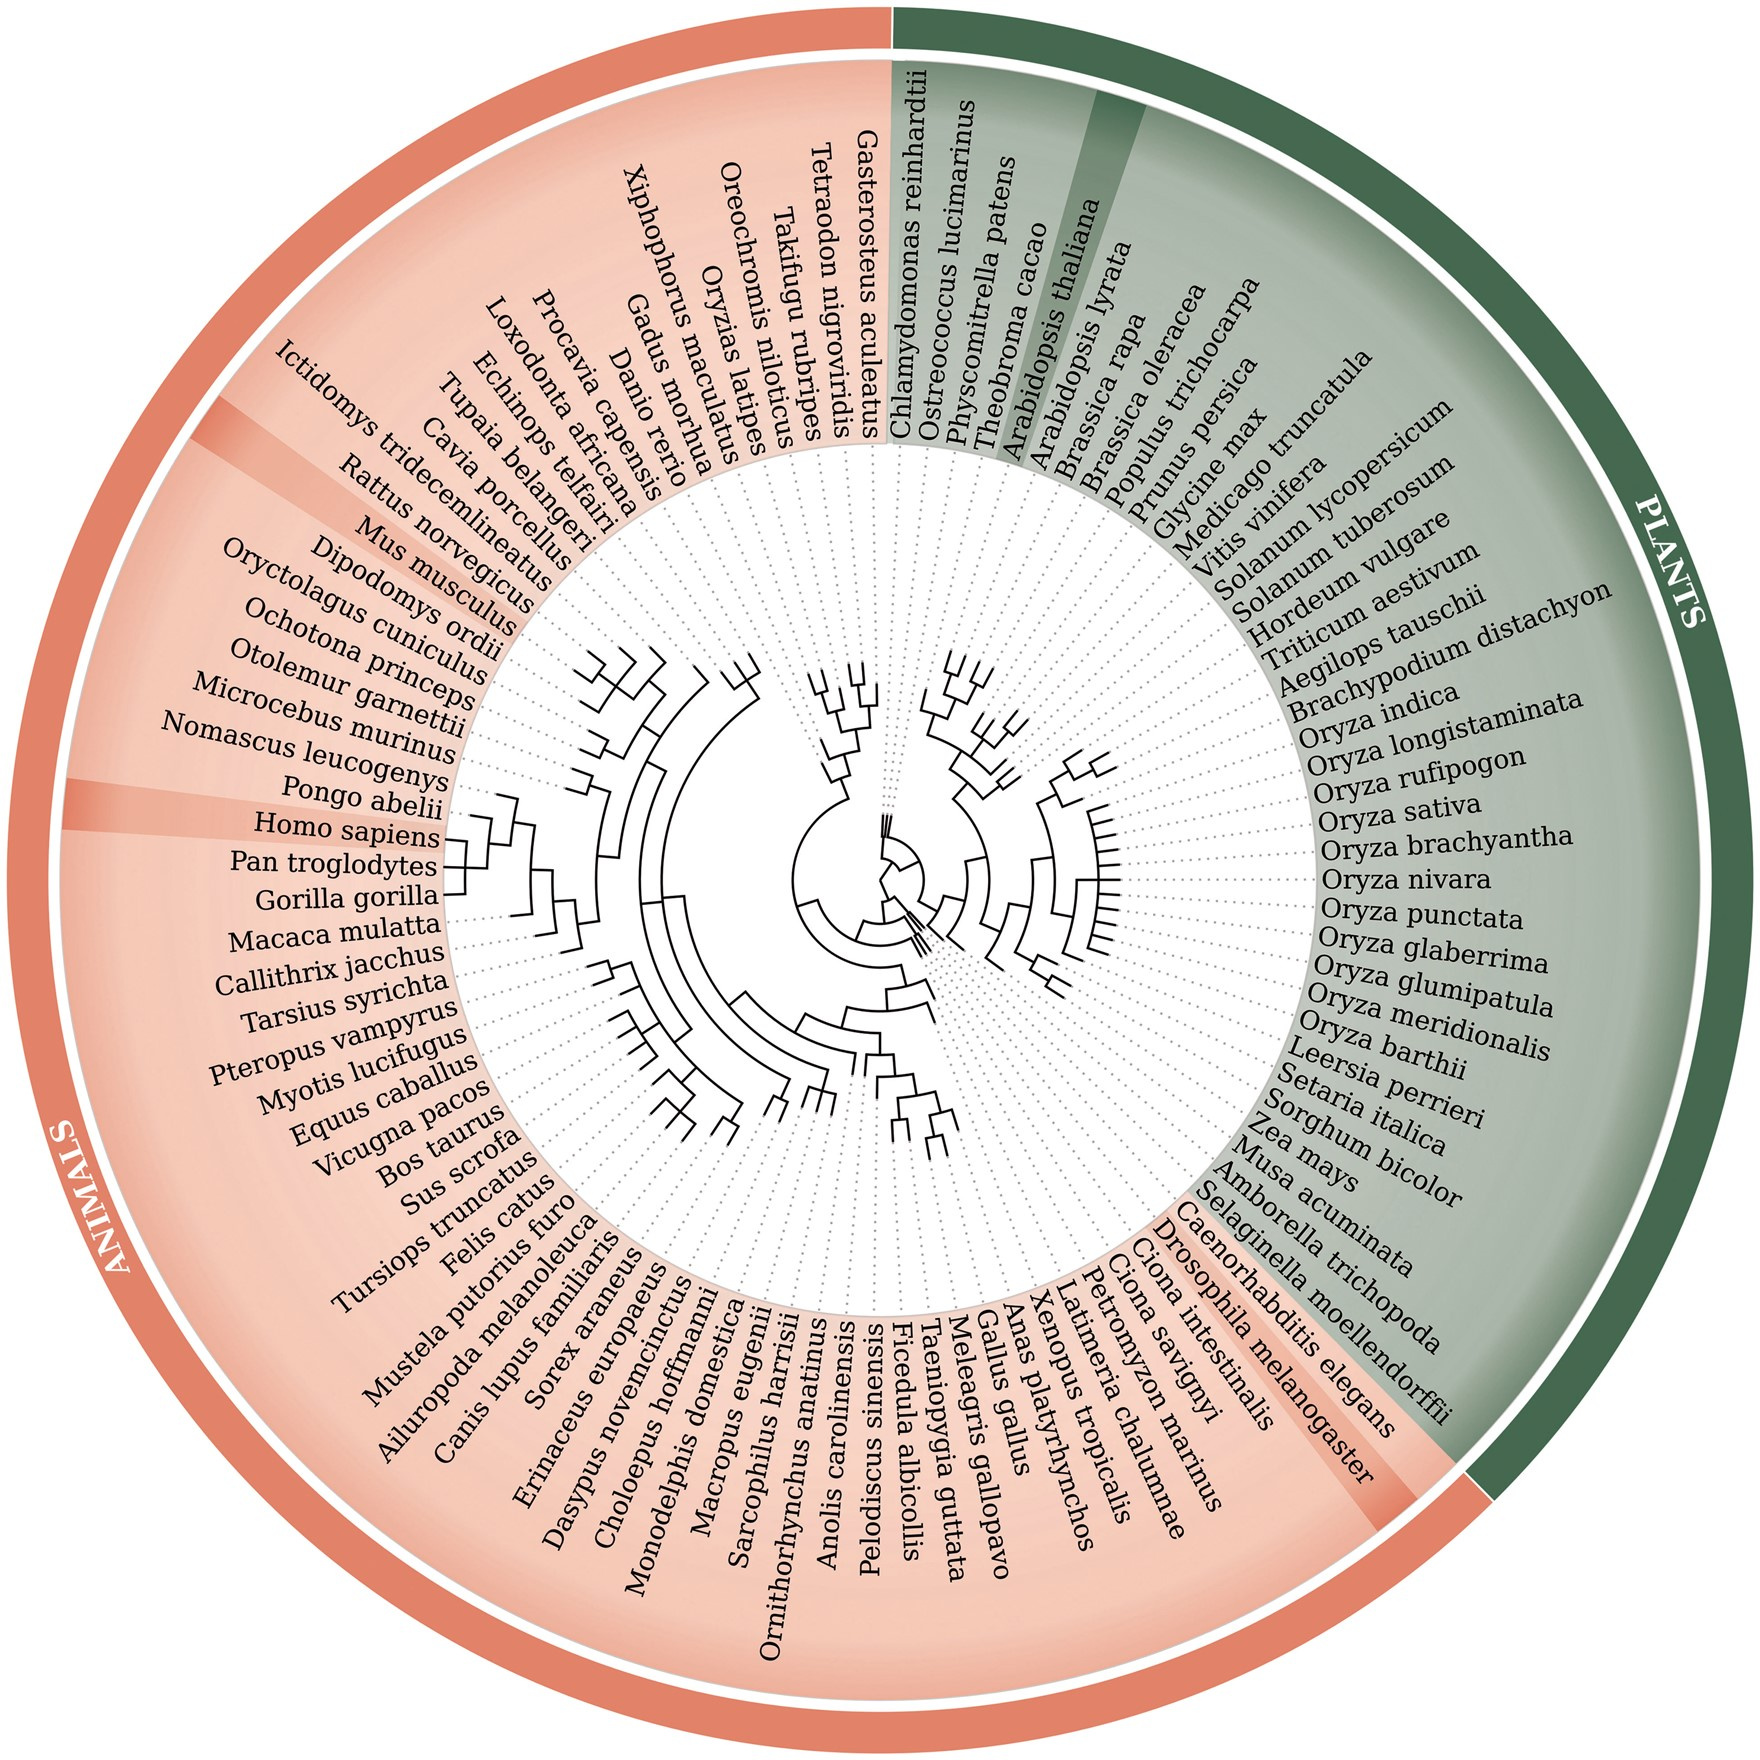 PLANTS
Chlamydomonas reinhardtii
Ostreococcus lucimarinus
Physcomitrella patens
Theobroma cacao
Arabidopsis thaliana
Arabidopsis lyrata
Brassica rapa
Brassica oleracea
Populus trichocarpa
Prunus persica
Glycine max
Medicago truncatula
Vitis vinifera
Solanum lycopersicum
Solanum tuberosum
Hordeum vulgare
Triticum aestivum
Aegilops tauschii
Brachypodium distachyon
Oryza indica
Oryza longistaminata
Oryza rufipogon
Oryza sativa
Oryza brachyantha
Oryza nivara
Oryza punctata
Oryza glaberrima
Oryza glumipatula
Oryza meridionalis
Oryza barthii
Leersia perrieri
Setaria italica
Sorghum bicolor
Zea mays
Musa acuminata
Amborella trichopoda
Selaginella moellendorffii
Caenorhabditis elegans
Drosophila melanogaster
Ciona intestinalis
Ciona savignyi
Petromyzon marinus
Latimeria chalumnae
Xenopus tropicalis
Anas platyrhynchos
Gallus gallus
Meleagris gallopavo
Taeniopygia guttata
Ficedula albicollis
Pelodiscus sinensis
Anolis carolinensis
Ornithorhynchus anatinus
Sarcophilus harrisii
Macropus eugenii
Monodelphis domestica
Choloepus hoffmanni
Dasypus novemcinctus
Erinaceus europaeus
Sorex araneus
Canis lupus familiaris
Ailuropoda melanoleuca
Mustela putorius furo
Felis catus
Tursiops truncatus
Sus scrofa
Bos taurus
Vicugna pacos
Equus caballus
Myotis lucifugus
Pteropus vampyrus
Tarsius syrichta
Callithrix jacchus
Macaca mulatta
Gorilla gorilla
Pan troglodytes
Homo sapiens
Pongo abelii
Nomascus leucogenys
Microcebus murinus
Otolemur garnettii
Ochotona princeps
Oryctolagus cuniculus
Dipodomys ordii
Mus musculus
Rattus norvegicus
Ictidomys tridecemlineatus
Cavia porcellus
Tupaia belangeri
Echinops telfairi
Loxodonta africana
Procavia capensis
Danio rerio
Gadus morhua
Xiphophorus maculatus
Oryzias latipes
Oreochromis niloticus
Takifugu rubripes
Tetraodon nigroviridis
Gasterosteus aculeatus
ANIMALS